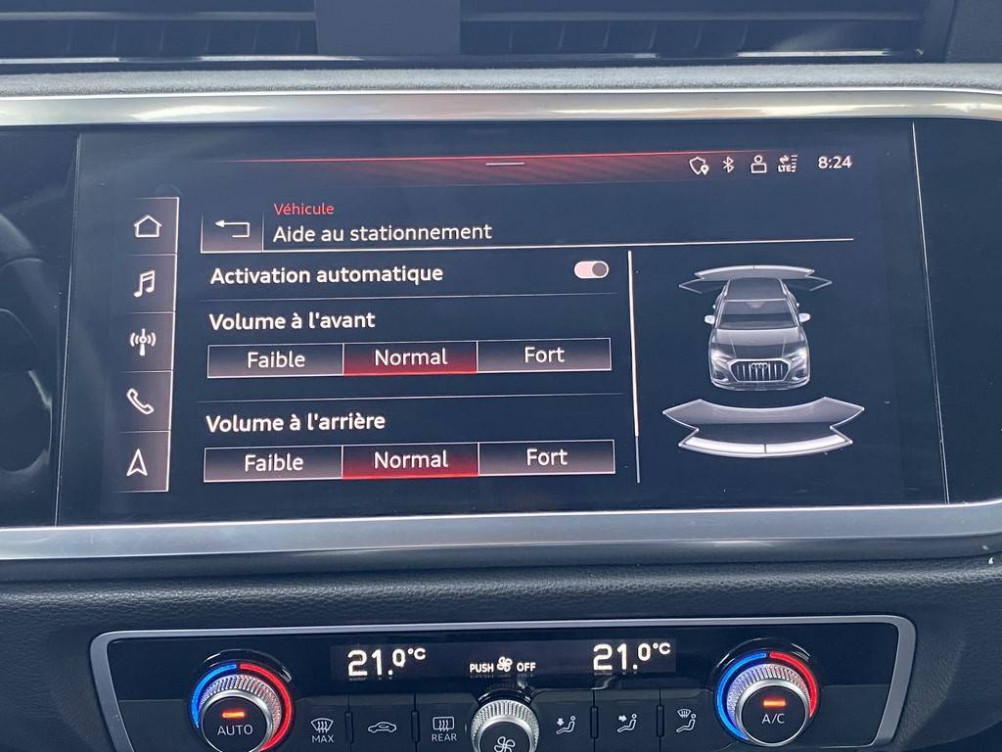 LTE 8:24
Véhicule
Aide au stationnement
Activation automatique
Volume à l'avant
Faible Normal Fort
Volume à l'arrière
Faible Normal Fort
21.0°C PUSH OFF 21.0°C
AUTO MAX REAR A/C